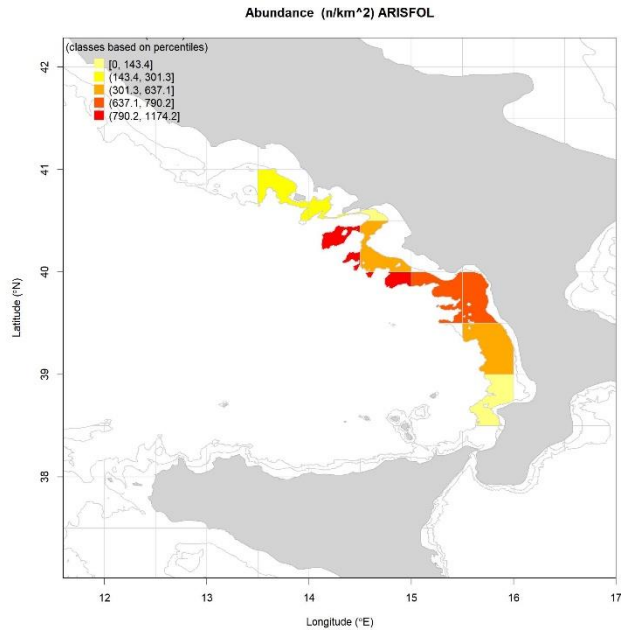 Abundance (n/km^2) ARISFOL
(classes based on percentiles)
[0, 143.4]
(143.4, 301.3]
(301.3, 637.1]
(637.1, 790.2]
(790.2, 1174.2]
42
41
40
39
38
Latitude (°N)
12 13 14 15 16 17
Longitude (°E)